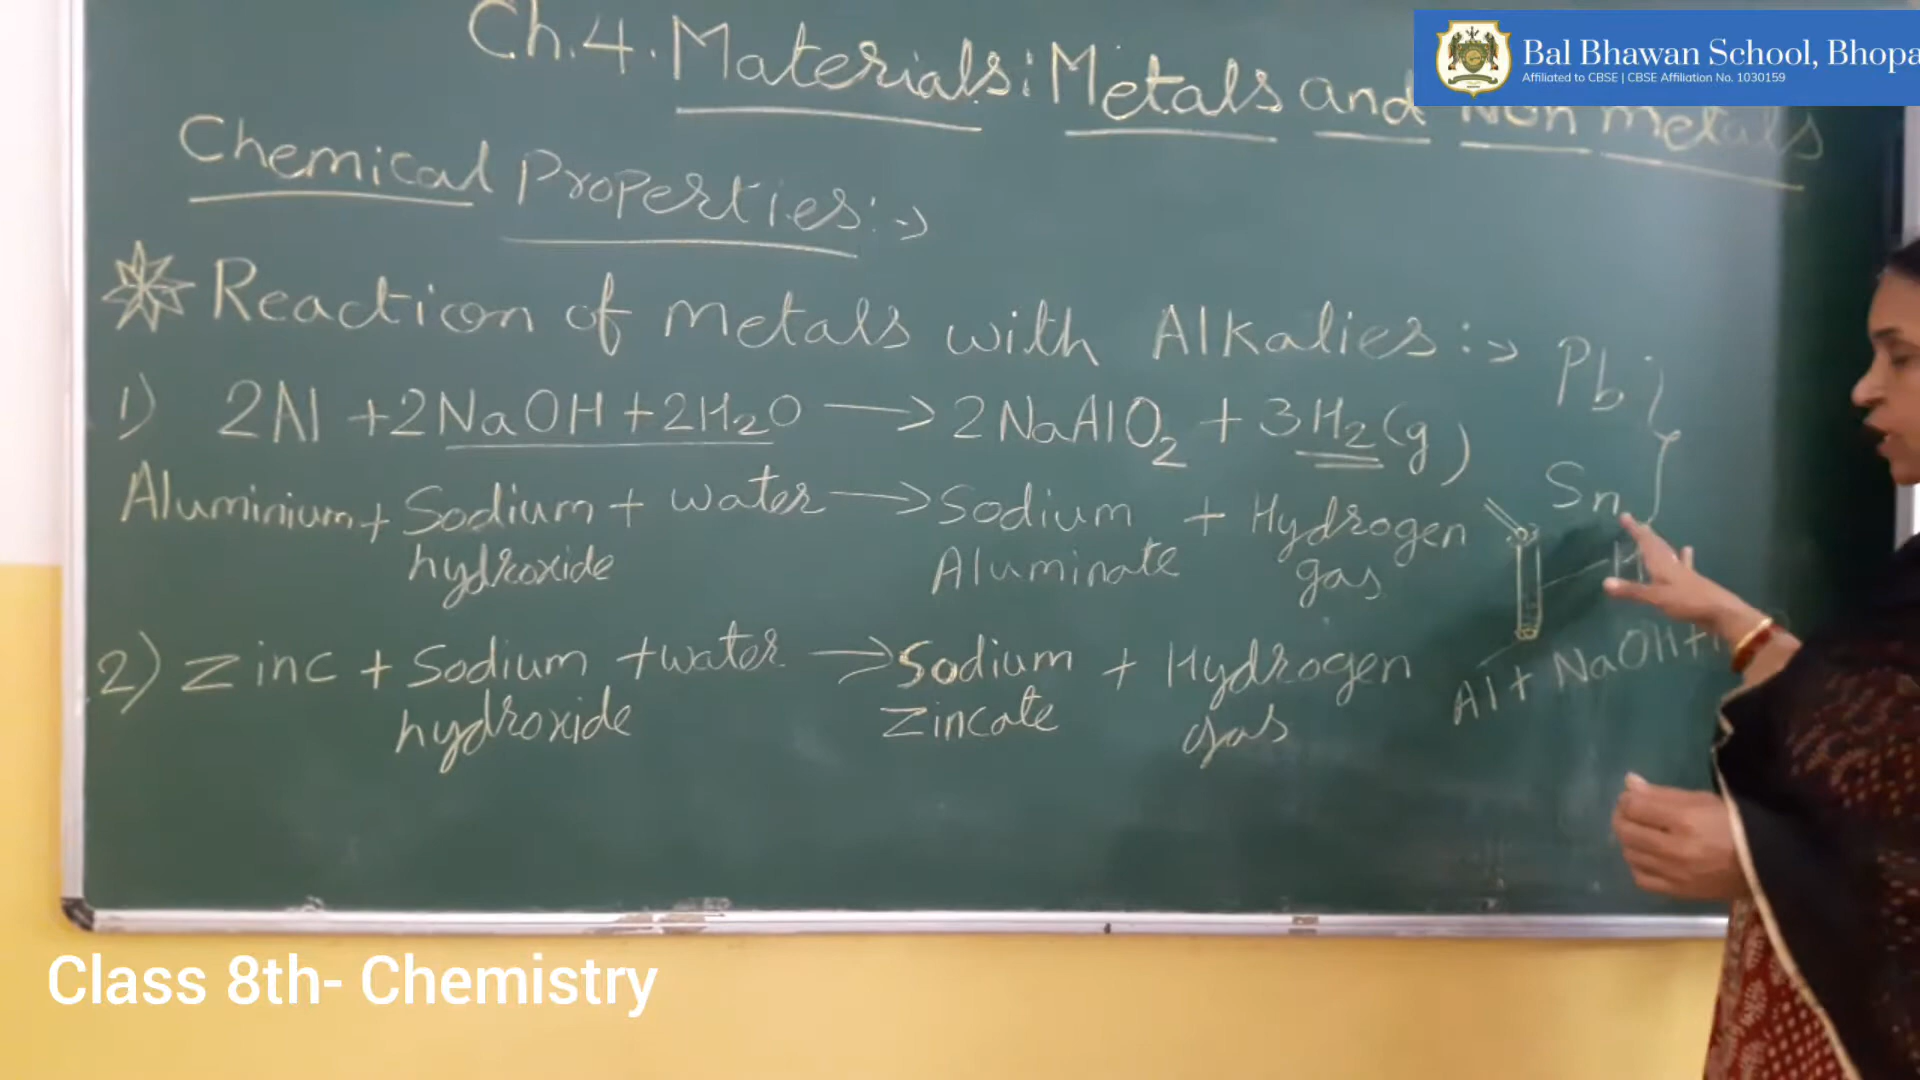 Ch.4. Materials: Metals and Non metals
Bal Bhawan School, Bhopa
Affiliated to CBSE | CBSE Affiliation No. 1030159
Chemical Properties:→
Reaction of metals with Alkalies:→
Pb
1) 2Al +2NaOH+2H₂O → 2NaAlO₂ + 3H₂(g)
Sn
Aluminium + Sodium + water → Sodium + Hydrogen
hydroxide Aluminate gas
2) Zinc + Sodium + water → Sodium + Hydrogen
hydroxide Zincate gas
Al + NaOH +
Class 8th- Chemistry